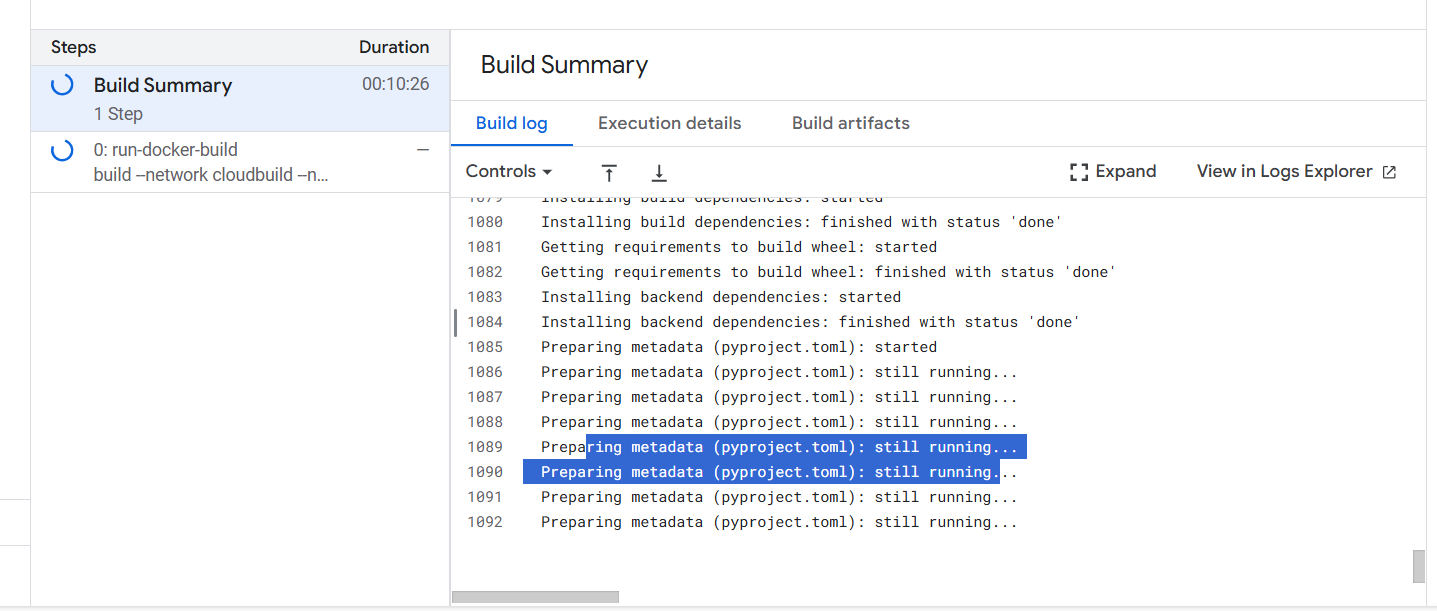 Steps Duration
Build Summary 00:10:26
1 Step
0: run-docker-build —
build --network cloudbuild --n...
Build Summary
Build log Execution details Build artifacts
Controls Expand View in Logs Explorer
1079 Installing build dependencies: started
1080 Installing build dependencies: finished with status 'done'
1081 Getting requirements to build wheel: started
1082 Getting requirements to build wheel: finished with status 'done'
1083 Installing backend dependencies: started
1084 Installing backend dependencies: finished with status 'done'
1085 Preparing metadata (pyproject.toml): started
1086 Preparing metadata (pyproject.toml): still running...
1087 Preparing metadata (pyproject.toml): still running...
1088 Preparing metadata (pyproject.toml): still running...
1089 Preparing metadata (pyproject.toml): still running...
1090 Preparing metadata (pyproject.toml): still running...
1091 Preparing metadata (pyproject.toml): still running...
1092 Preparing metadata (pyproject.toml): still running...